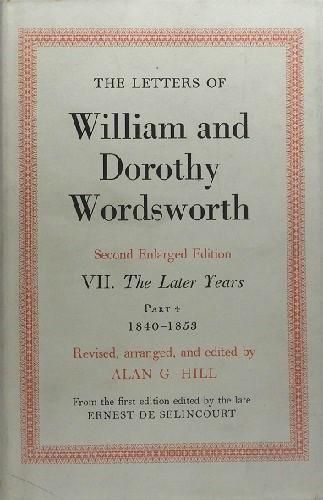 THE LETTERS OF
William and
Dorothy
Wordsworth
Second Enlarged Edition
VII. The Later Years
PART 4
1840–1853
Revised, arranged, and edited by
ALAN G. HILL
From the first edition edited by the late
ERNEST DE SELINCOURT